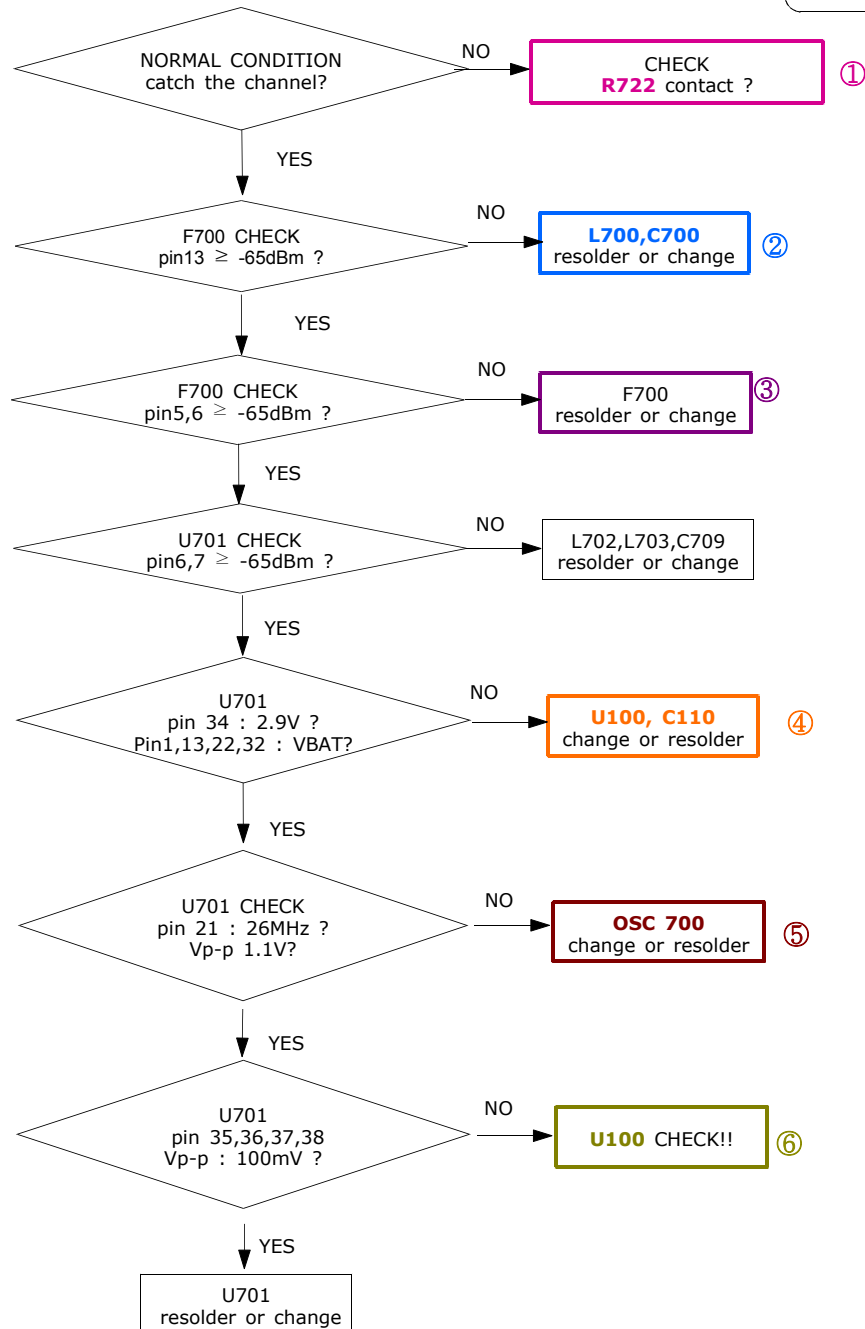 NORMAL CONDITION
catch the channel?
NO
CHECK
R722 contact ?
①
YES
F700 CHECK
pin13 ≥ -65dBm ?
NO
L700,C700
resolder or change
②
YES
F700 CHECK
pin5,6 ≥ -65dBm ?
NO
F700
resolder or change
③
YES
U701 CHECK
pin6,7 ≥ -65dBm ?
NO
L702,L703,C709
resolder or change
YES
U701
pin 34 : 2.9V ?
Pin1,13,22,32 : VBAT?
NO
U100, C110
change or resolder
④
YES
U701 CHECK
pin 21 : 26MHz ?
Vp-p 1.1V?
NO
OSC 700
change or resolder
⑤
YES
U701
pin 35,36,37,38
Vp-p : 100mV ?
NO
U100 CHECK!!
⑥
YES
U701
resolder or change